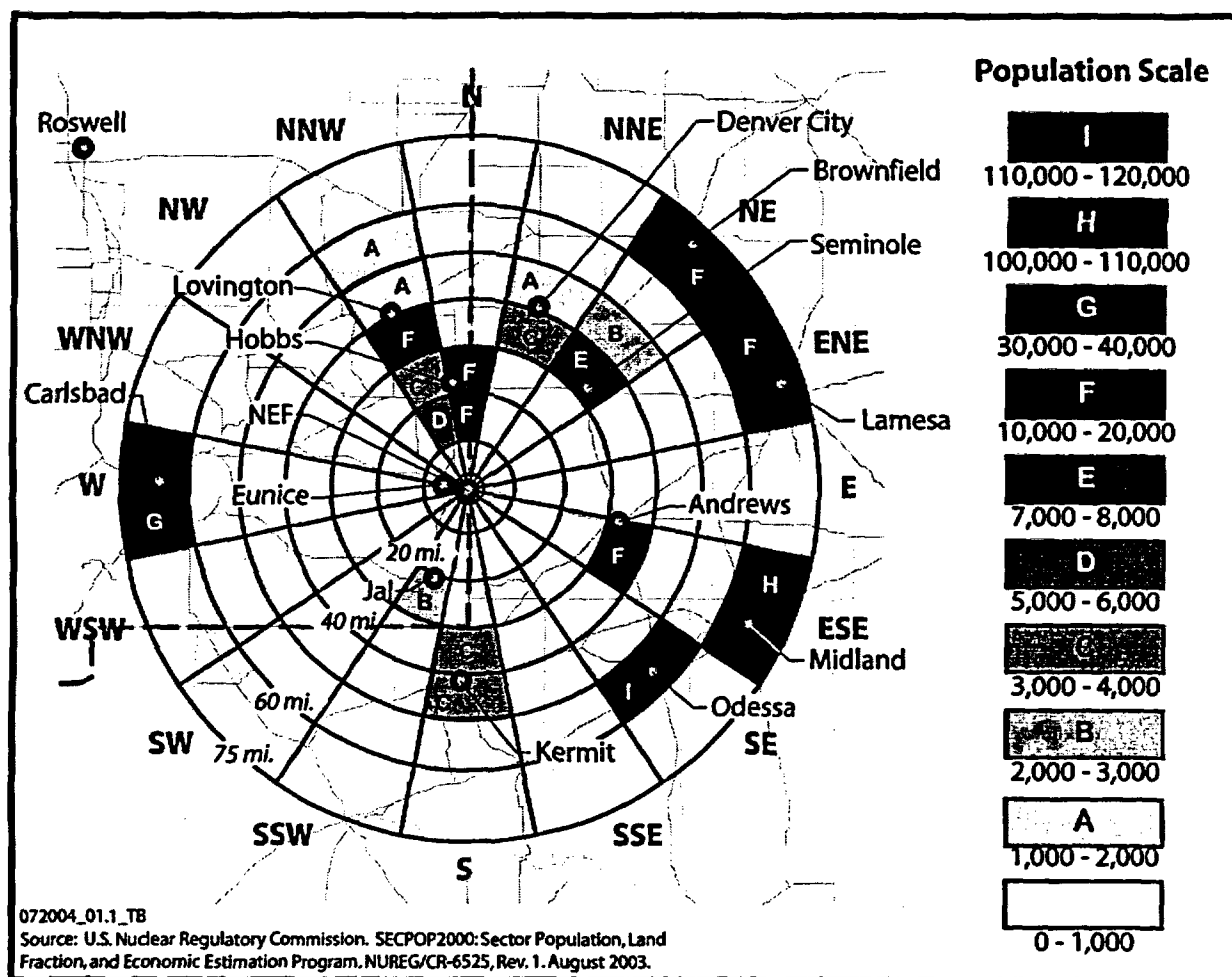 Population Scale
I
110,000 - 120,000
H
100,000 - 110,000
G
30,000 - 40,000
F
10,000 - 20,000
E
7,000 - 8,000
D
5,000 - 6,000
C
3,000 - 4,000
B
2,000 - 3,000
A
1,000 - 2,000
0 - 1,000
N
NNW
NNE
Denver City
Roswell
Brownfield
NW
NE
Seminole
A
Lovington
A
A
F
Hobbs
F
C
B
WNW
F
ENE
C
F
E
Carlsbad
NEF
D
F
Lamesa
W
Eunice
E
G
Andrews
20 mi.
F
Jal
B
H
WSW
40 mi.
ESE
C
Midland
60 mi.
I
Odessa
SW
75 mi.
Kermit
SE
SSW
SSE
S
072004_01.1_TB
Source: U.S. Nuclear Regulatory Commission. SECPOP2000: Sector Population, Land
Fraction, and Economic Estimation Program. NUREG/CR-6525, Rev. 1. August 2003.